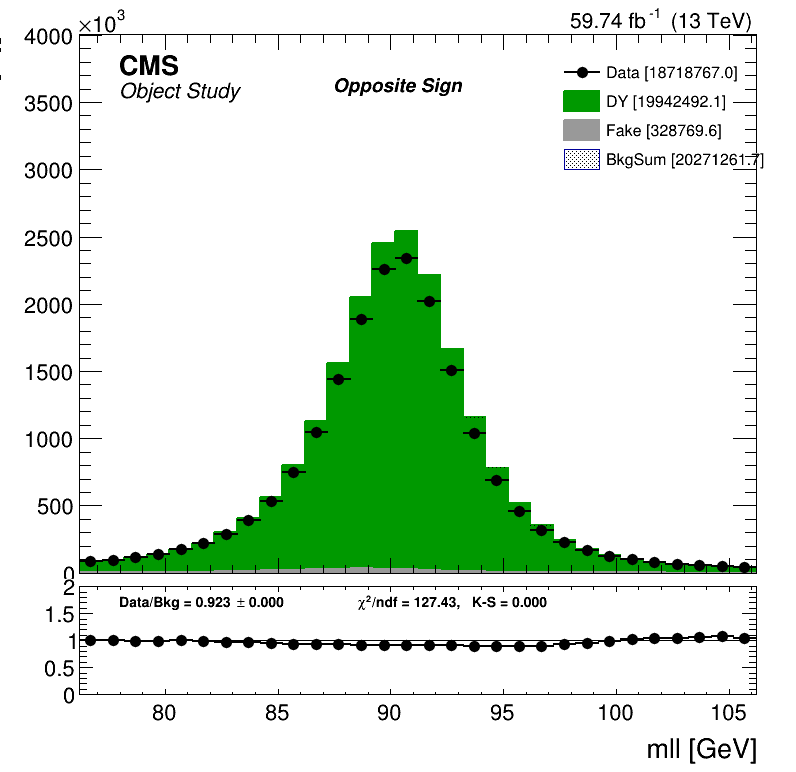 ×10³
59.74 fb⁻¹ (13 TeV)
4000
CMS
Object Study
Opposite Sign
Data [18718767.0]
DY [19942492.1]
Fake [328769.6]
BkgSum [20271261.7]
3500
3000
2500
2000
1500
1000
500
0
2
Data/Bkg = 0.923 ± 0.000
χ²/ndf = 127.43, K-S = 0.000
1.5
1
0.5
0
80 85 90 95 100 105
mll [GeV]